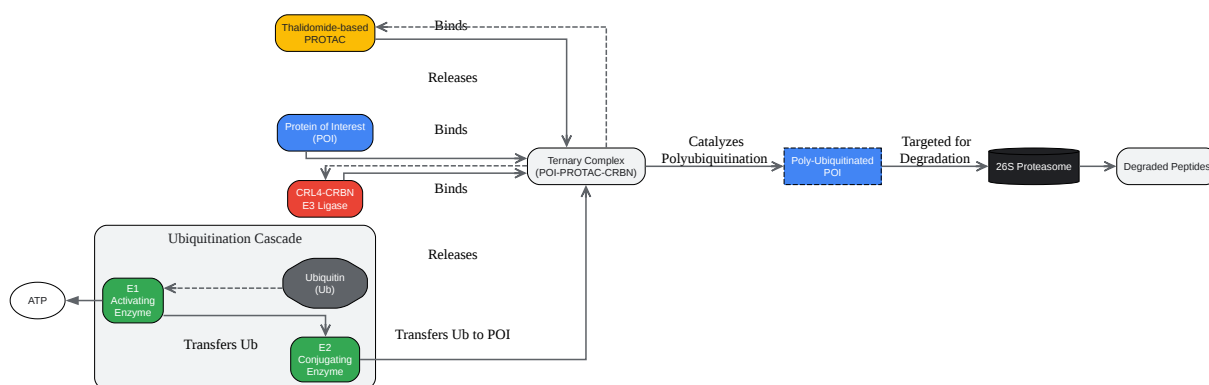 Thalidomide-based
PROTAC
Binds
Releases
Protein of Interest
(POI)
Binds
CRL4-CRBN
E3 Ligase
Binds
Ternary Complex
(POI-PROTAC-CRBN)
Catalyzes
Polyubiquitination
Poly-Ubiquitinated
POI
Targeted for
Degradation
26S Proteasome
Degraded Peptides
Ubiquitination Cascade
Releases
Ubiquitin
(Ub)
ATP
E1
Activating
Enzyme
Transfers Ub
E2
Conjugating
Enzyme
Transfers Ub to POI